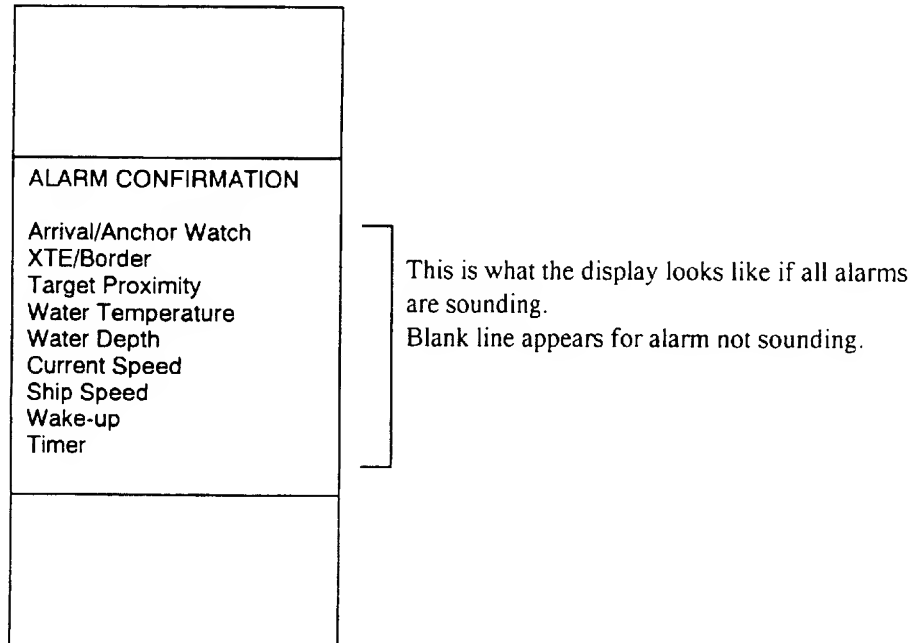 ALARM CONFIRMATION
Arrival/Anchor Watch
XTE/Border
Target Proximity
Water Temperature
Water Depth
Current Speed
Ship Speed
Wake-up
Timer
This is what the display looks like if all alarms
are sounding.
Blank line appears for alarm not sounding.